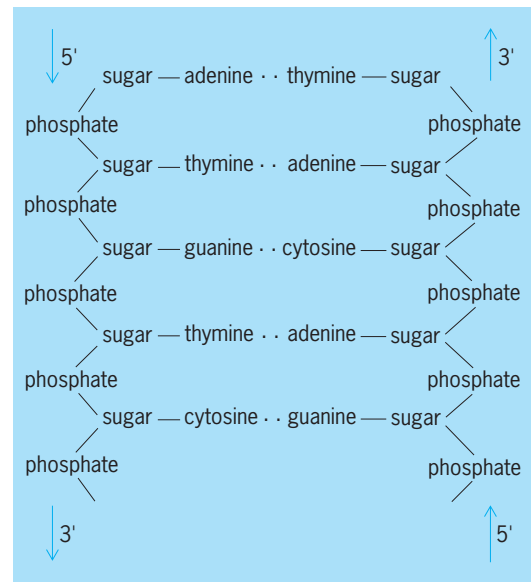 5' 3'
sugar — adenine · · thymine — sugar
phosphate phosphate
sugar — thymine · · adenine — sugar
phosphate phosphate
sugar — guanine · · cytosine — sugar
phosphate phosphate
sugar — thymine · · adenine — sugar
phosphate phosphate
sugar — cytosine · · guanine — sugar
phosphate phosphate
3' 5'